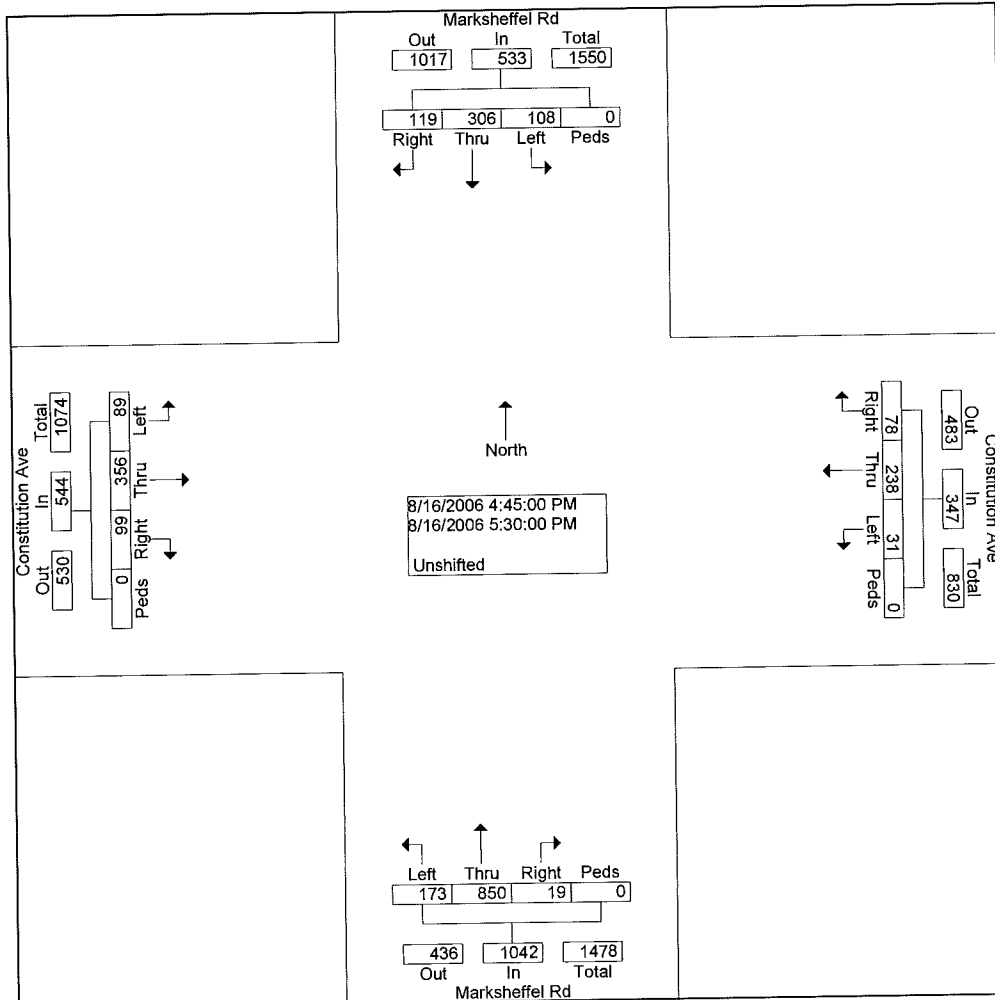 Marksheffel Rd
Out In Total
1017 533 1550
119 306 108 0
Right Thru Left Peds
Constitution Ave
Total In Out
1074 544 530
89 356 99 0
Left Thru Right Peds
North
8/16/2006 4:45:00 PM
8/16/2006 5:30:00 PM
Unshifted
Right Thru Left Peds
78 238 31 0
Out In Total
483 347 830
Constitution Ave
Left Thru Right Peds
173 850 19 0
436 1042 1478
Out In Total
Marksheffel Rd